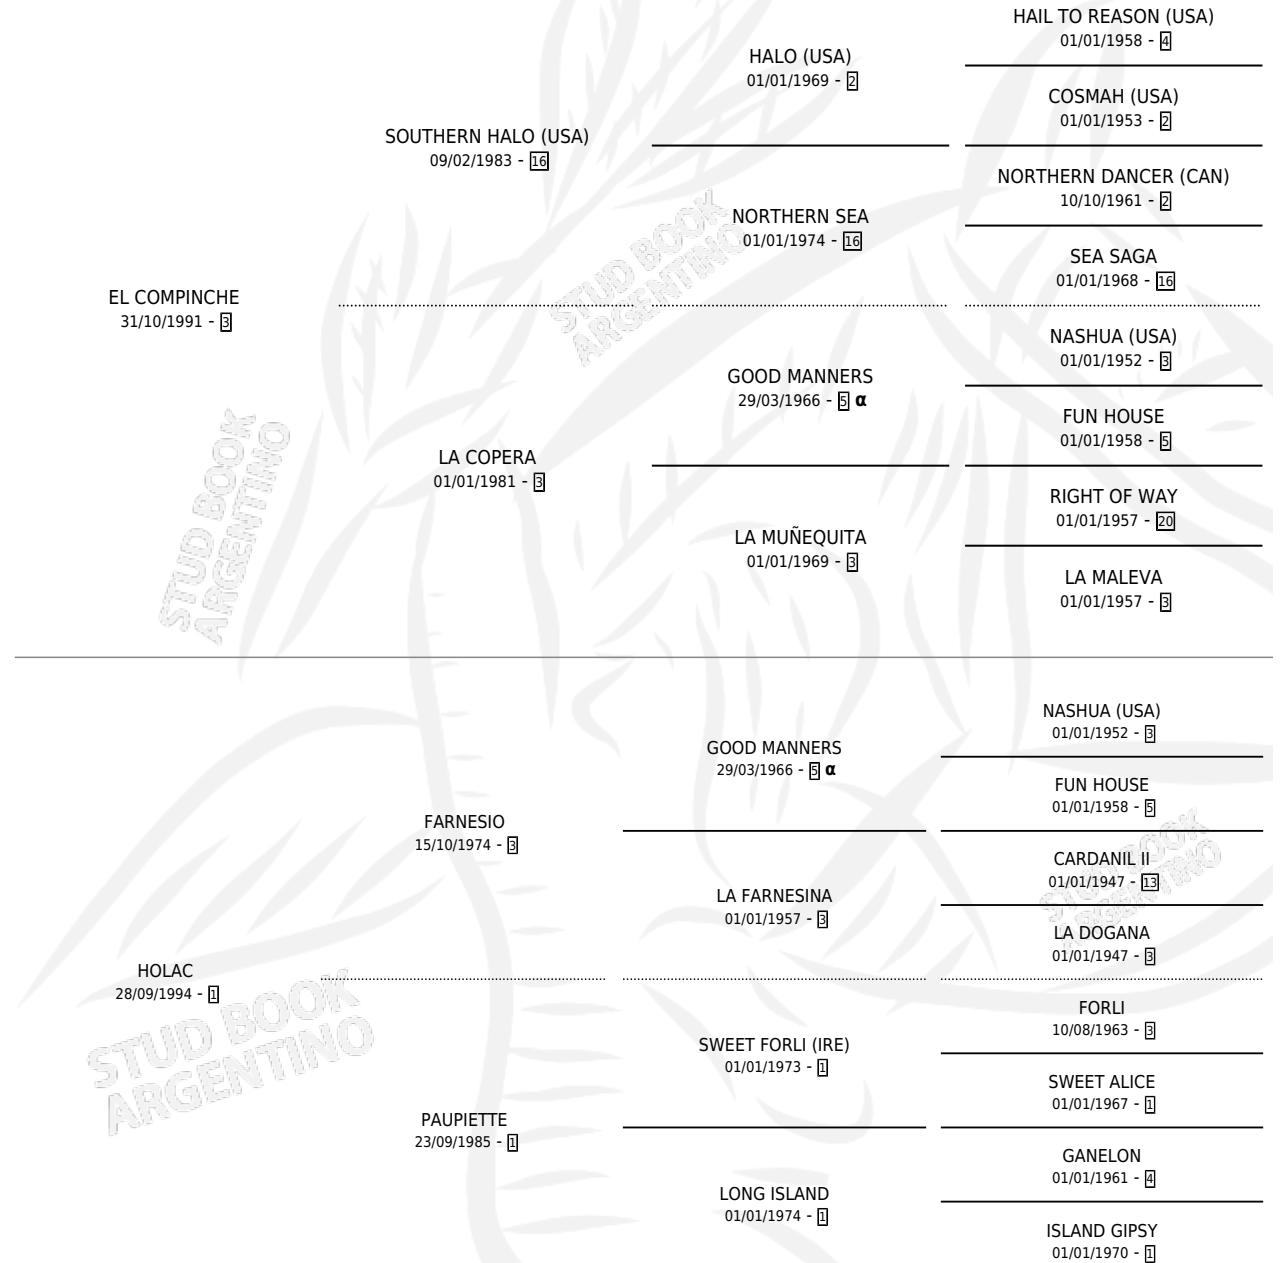 HAIL TO REASON (USA)
01/01/1958 - 4
HALO (USA)
01/01/1969 - 2
COSMAH (USA)
01/01/1953 - 2
SOUTHERN HALO (USA)
09/02/1983 - 16
NORTHERN DANCER (CAN)
10/10/1961 - 2
NORTHERN SEA
01/01/1974 - 16
SEA SAGA
01/01/1968 - 16
EL COMPINCHE
31/10/1991 - 3
NASHUA (USA)
01/01/1952 - 3
GOOD MANNERS
29/03/1966 - 5 α
FUN HOUSE
01/01/1958 - 5
LA COPERA
01/01/1981 - 3
RIGHT OF WAY
01/01/1957 - 20
LA MUÑEQUITA
01/01/1969 - 3
LA MALEVA
01/01/1957 - 3
NASHUA (USA)
01/01/1952 - 3
GOOD MANNERS
29/03/1966 - 5 α
FUN HOUSE
01/01/1958 - 5
FARNESIO
15/10/1974 - 3
CARDANIL II
01/01/1947 - 13
LA FARNESINA
01/01/1957 - 3
LA DOGANA
01/01/1947 - 3
HOLAC
28/09/1994 - 1
FORLI
10/08/1963 - 3
SWEET FORLI (IRE)
01/01/1973 - 1
SWEET ALICE
01/01/1967 - 1
PAUPIETTE
23/09/1985 - 1
GANELON
01/01/1961 - 4
LONG ISLAND
01/01/1974 - 1
ISLAND GIPSY
01/01/1970 - 1
STUD BOOK
ARGENTINO
STUD BOOK
ARGENTINO
STUD BOOK
ARGENTINO
STUD BOOK
ARGENTINO